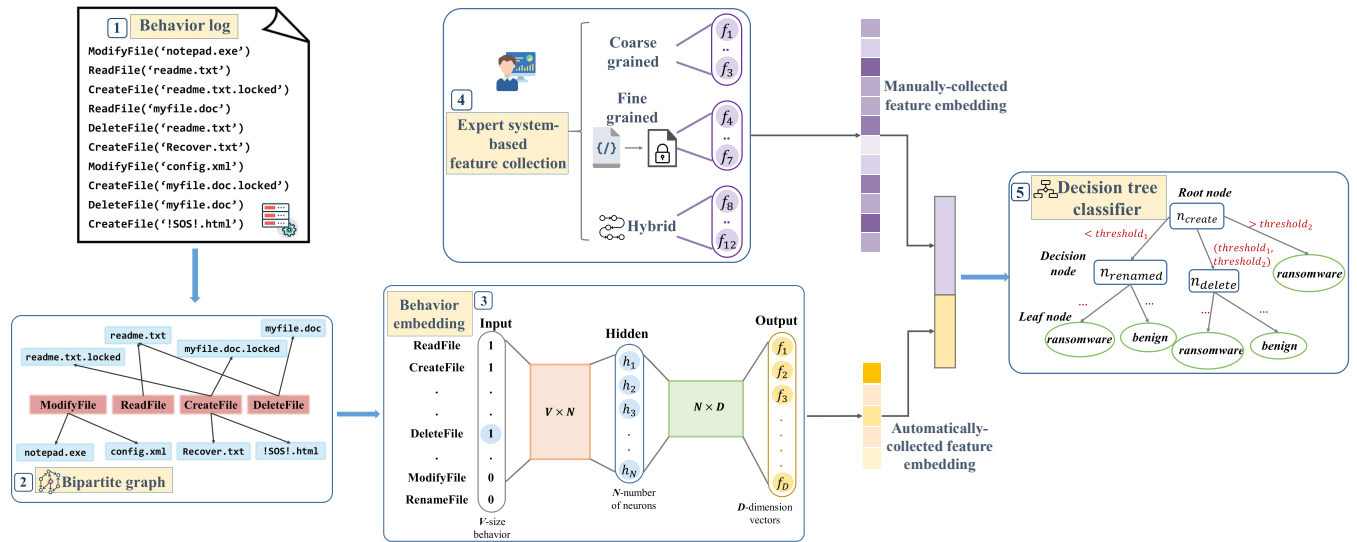 1 Behavior log
ModifyFile(‘notepad.exe’)
ReadFile(‘readme.txt’)
CreateFile(‘readme.txt.locked’)
ReadFile(‘myfile.doc’)
DeleteFile(‘readme.txt’)
CreateFile(‘Recover.txt’)
ModifyFile(‘config.xml’)
CreateFile(‘myfile.doc.locked’)
DeleteFile(‘myfile.doc’)
CreateFile(‘!SOS!.html’)
readme.txt
myfile.doc
readme.txt.locked
myfile.doc.locked
ModifyFile ReadFile CreateFile DeleteFile
notepad.exe config.xml Recover.txt !SOS!.html
2 Bipartite graph
Behavior
embedding
3
Input
ReadFile 1
CreateFile 1
.
.
DeleteFile 1
.
ModifyFile 0
RenameFile 0
V-size
behavior
V × N
Hidden
h1
h2
h3
.
.
hN
N-number
of neurons
N × D
Output
f1
f2
f3
.
.
.
fD
D-dimension
vectors
4
Expert system-
based
feature collection
Coarse
grained
f1
..
f3
Fine
grained
{/}
f4
..
f7
Hybrid
f8
..
f12
Manually-collected
feature embedding
Automatically-
collected feature
embedding
5 Decision tree
classifier
Root node
ncreate
< threshold1
> threshold2
(threshold1,
threshold2)
Decision
node
nrenamed
ndelete
ransomware
... ... ... ...
Leaf node
ransomware
benign
ransomware
benign